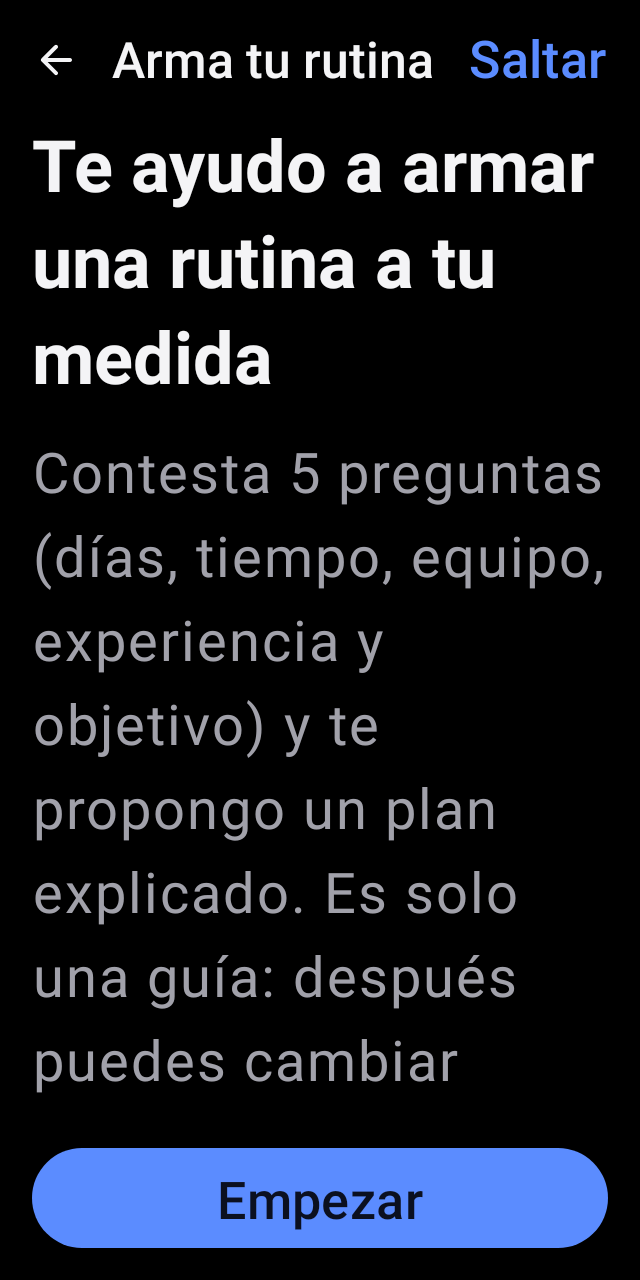 Arma tu rutina
Saltar
Te ayudo a armar
una rutina a tu
medida
Contesta 5 preguntas
(días, tiempo, equipo,
experiencia y
objetivo) y te
propongo un plan
explicado. Es solo
una guía: después
puedes cambiar
Empezar